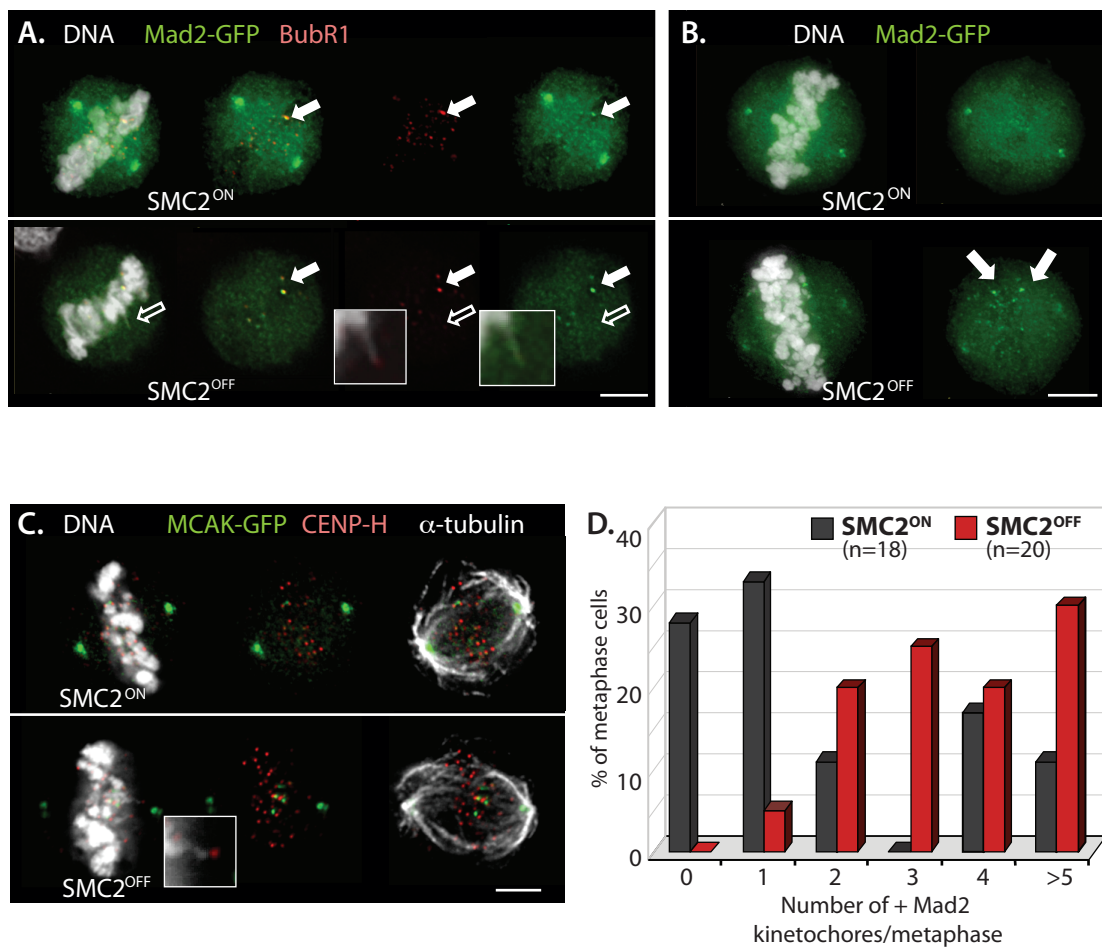 A. DNA Mad2-GFP BubR1
SMC2ON
SMC2OFF
B. DNA Mad2-GFP
SMC2ON
SMC2OFF
C. DNA MCAK-GFP CENP-H α-tubulin
SMC2ON
SMC2OFF
D.
SMC2ON
(n=18)
SMC2OFF
(n=20)
% of metaphase cells
40
30
20
10
0
0 1 2 3 4 >5
Number of + Mad2
kinetochores/metaphase